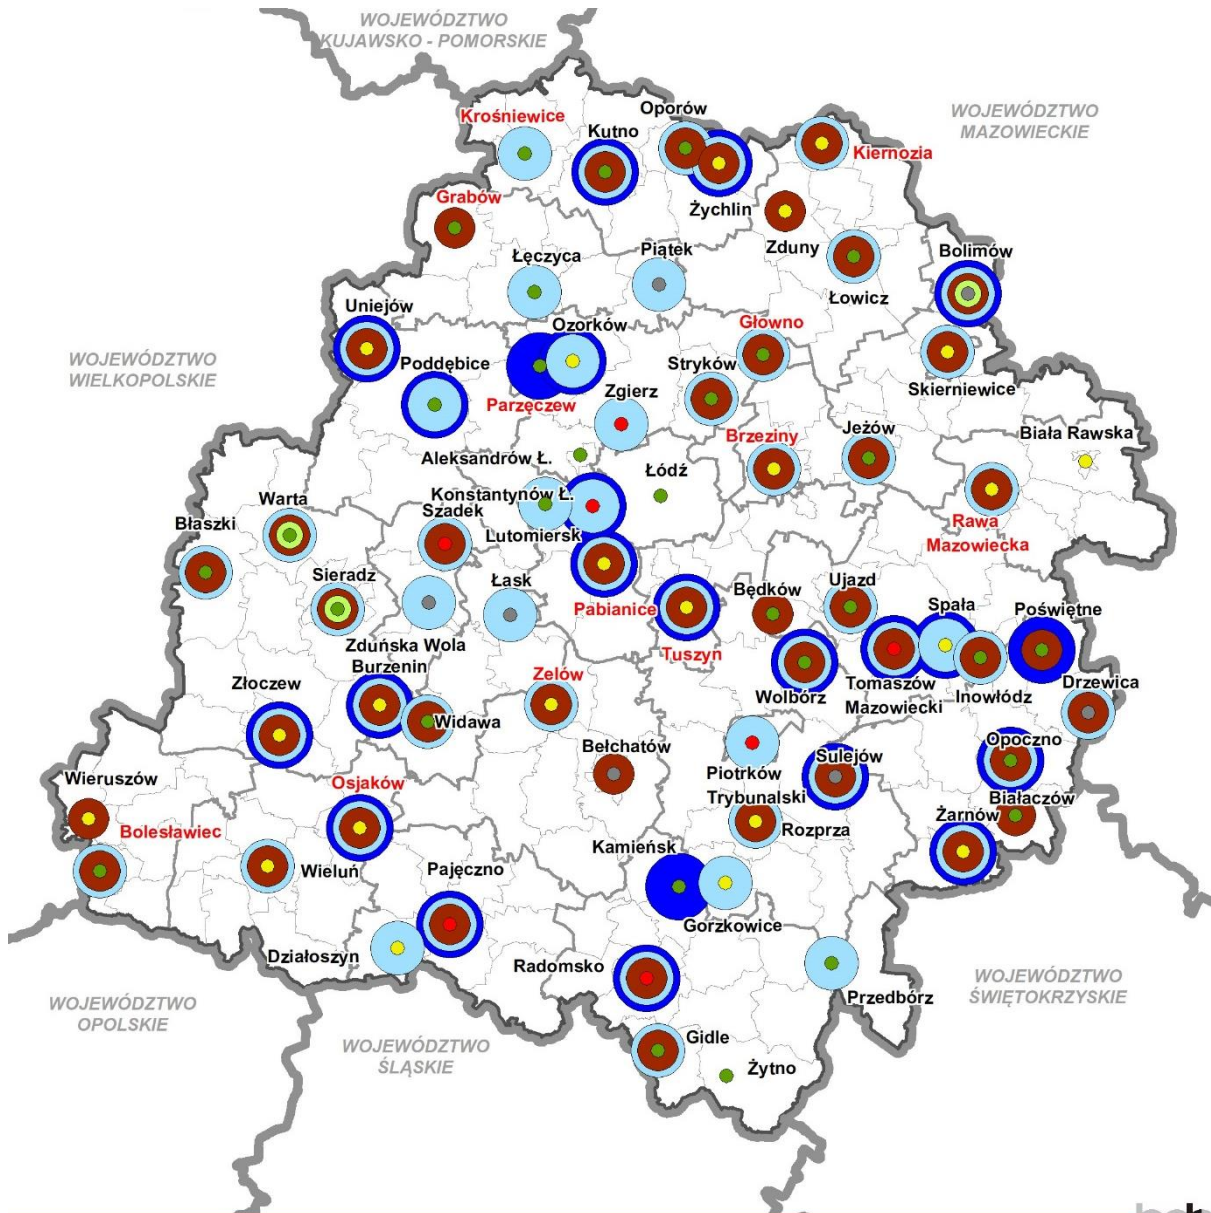 WOJEWÓDZTWO
KUJAWSKO - POMORSKIE
WOJEWÓDZTWO
MAZOWIECKIE
Krośniewice
Kutno
Oporów
Kiernozia
Żychlin
Grabów
Zduny
Łęczyca
Piątek
Łowicz
Bolimów
Uniejów
Ozorków
Głowno
WOJEWÓDZTWO
WIELKOPOLSKIE
Poddębice
Stryków
Skierniewice
Parzęczew
Zgierz
Brzeziny
Jeżów
Biała Rawska
Aleksandrów Ł.
Łódź
Warta
Konstantynów Ł.
Szadek
Lutomiersk
Rawa
Mazowiecka
Błaszki
Sieradz
Łask
Pabianice
Będków
Ujazd
Spała
Poświętne
Zduńska Wola
Tuszyn
Burzenin
Zelów
Złoczew
Widawa
Wolbórz
Tomaszów
Mazowiecki
Inowłódz
Drzewica
Bełchatów
Opoczno
Wieruszów
Osjaków
Piotrków
Trybunalski
Sulejów
Białaczów
Bolesławiec
Rozprza
Żarnów
Wieluń
Pajęczno
Kamieńsk
Gorzkowice
Działoszyn
Radomsko
Przedbórz
WOJEWÓDZTWO
ŚWIĘTOKRZYSKIE
WOJEWÓDZTWO
OPOLSKIE
WOJEWÓDZTWO
ŚLĄSKIE
Gidle
Żytno